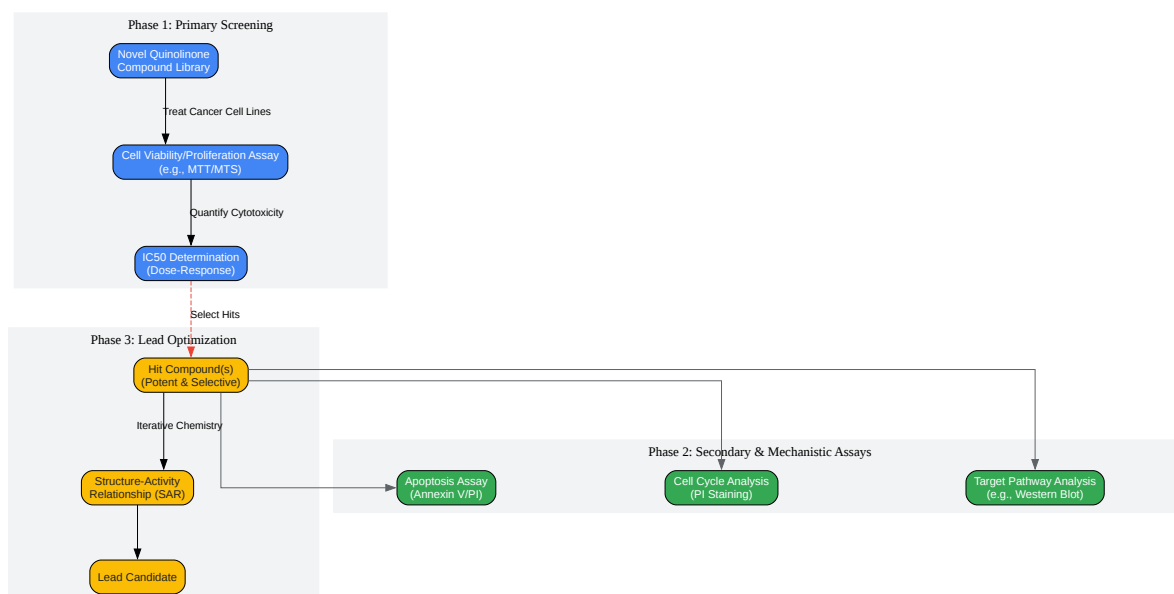 Phase 1: Primary Screening
Novel Quinolinone
Compound Library
Treat Cancer Cell Lines
Cell Viability/Proliferation Assay
(e.g., MTT/MTS)
Quantify Cytotoxicity
IC50 Determination
(Dose-Response)
Select Hits
Phase 3: Lead Optimization
Hit Compound(s)
(Potent & Selective)
Iterative Chemistry
Structure-Activity
Relationship (SAR)
Lead Candidate
Phase 2: Secondary & Mechanistic Assays
Apoptosis Assay
(Annexin V/PI)
Cell Cycle Analysis
(PI Staining)
Target Pathway Analysis
(e.g., Western Blot)